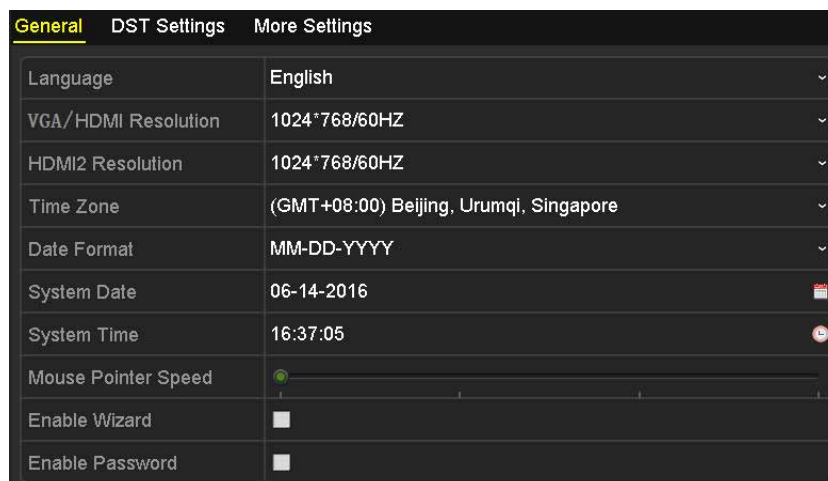 General DST Settings More Settings
Language English
VGA/HDMI Resolution 1024*768/60HZ
HDMI2 Resolution 1024*768/60HZ
Time Zone (GMT+08:00) Beijing, Urumqi, Singapore
Date Format MM-DD-YYYY
System Date 06-14-2016
System Time 16:37:05
Mouse Pointer Speed
Enable Wizard
Enable Password